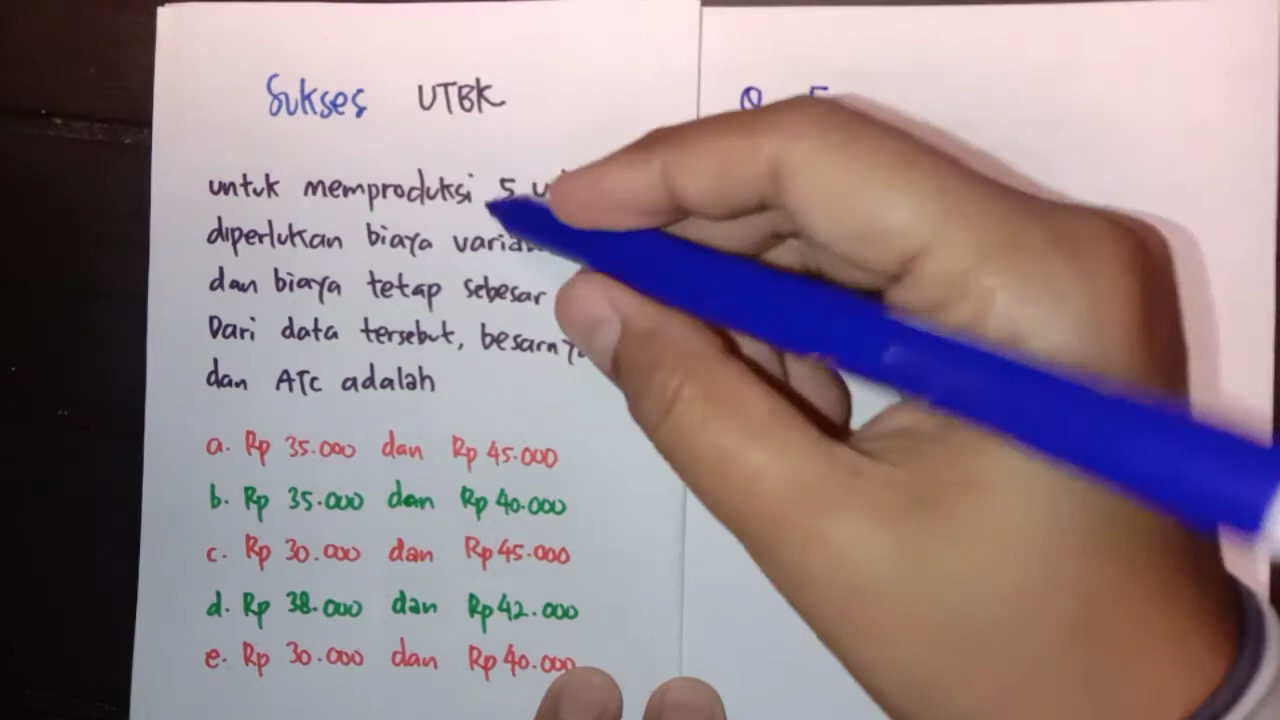 Sukses UTBK
untuk memproduksi 5
diperlukan biaya
dan biaya tetap sebesar
Dari data tersebut,
dan ATC adalah
a. Rp 35.000 dan Rp 45.000
b. Rp 35.000 dan Rp 40.000
c. Rp 30.000 dan Rp 45.000
d. Rp 38.000 dan Rp 42.000
e. Rp 30.000 dan Rp 40.000